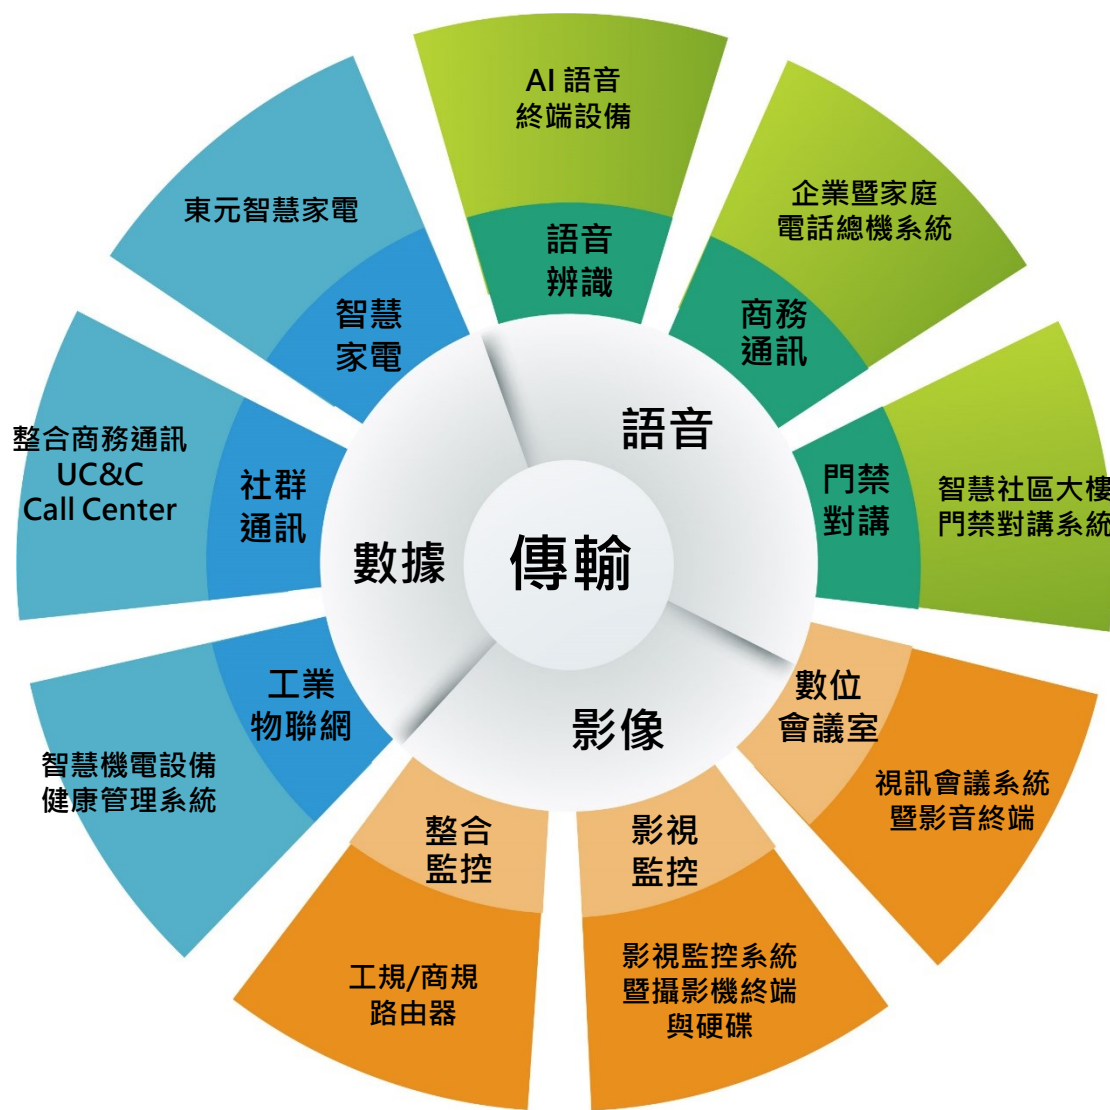 傳輸
語音
語音
辨識
AI 語音
終端設備
商務
通訊
企業暨家庭
電話總機系統
門禁
對講
智慧社區大樓
門禁對講系統
影像
數位
會議室
視訊會議系統
暨影音終端
影視
監控
影視監控系統
暨攝影機終端
與硬碟
整合
監控
工規/商規
路由器
數據
工業
物聯網
智慧機電設備
健康管理系統
社群
通訊
整合商務通訊
UC&C
Call Center
智慧
家電
東元智慧家電